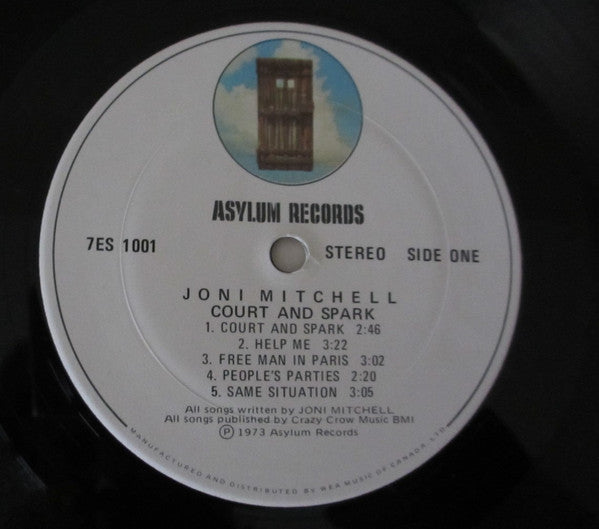 ASYLUM RECORDS
7ES 1001 STEREO SIDE ONE
JONI MITCHELL
COURT AND SPARK
1. COURT AND SPARK 2:46
2. HELP ME 3:22
3. FREE MAN IN PARIS 3:02
4. PEOPLE'S PARTIES 2:20
5. SAME SITUATION 3:05
All songs written by JONI MITCHELL
All songs published by Crazy Crow Music BMI
Ⓟ 1973 Asylum Records
MANUFACTURED AND DISTRIBUTED BY WEA MUSIC OF CANADA, LTD.